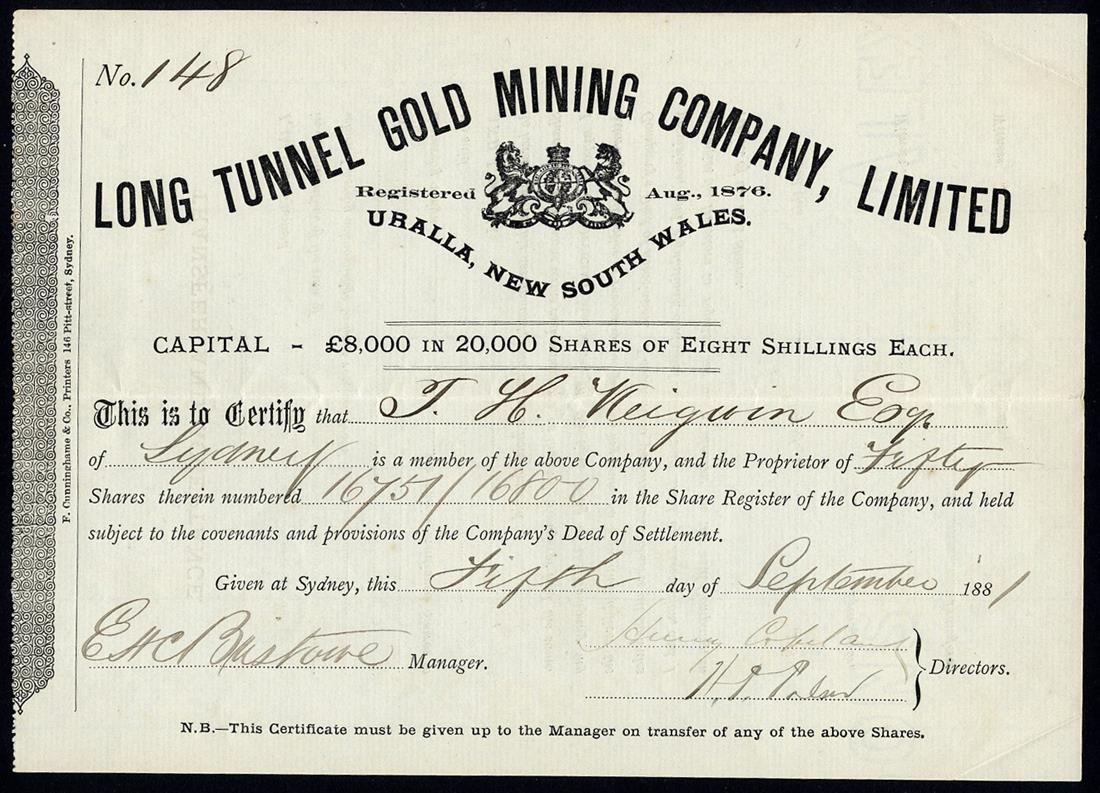 No. 148
LONG TUNNEL GOLD MINING COMPANY, LIMITED
Registered Aug., 1876.
URALLA, NEW SOUTH WALES.
CAPITAL - £8,000 IN 20,000 SHARES OF EIGHT SHILLINGS EACH.
This is to Certify that T. H. Keigwin Esq.
of Sydney is a member of the above Company, and the Proprietor of Fifty
Shares therein numbered 16751/16800 in the Share Register of the Company, and held
subject to the covenants and provisions of the Company's Deed of Settlement.
Given at Sydney, this Fifth day of September 1881
Manager.
Henry Copeland
Directors.
N.B.—This Certificate must be given up to the Manager on transfer of any of the above Shares.
F. Cunninghame & Co., Printers 146 Pitt-street, Sydney.